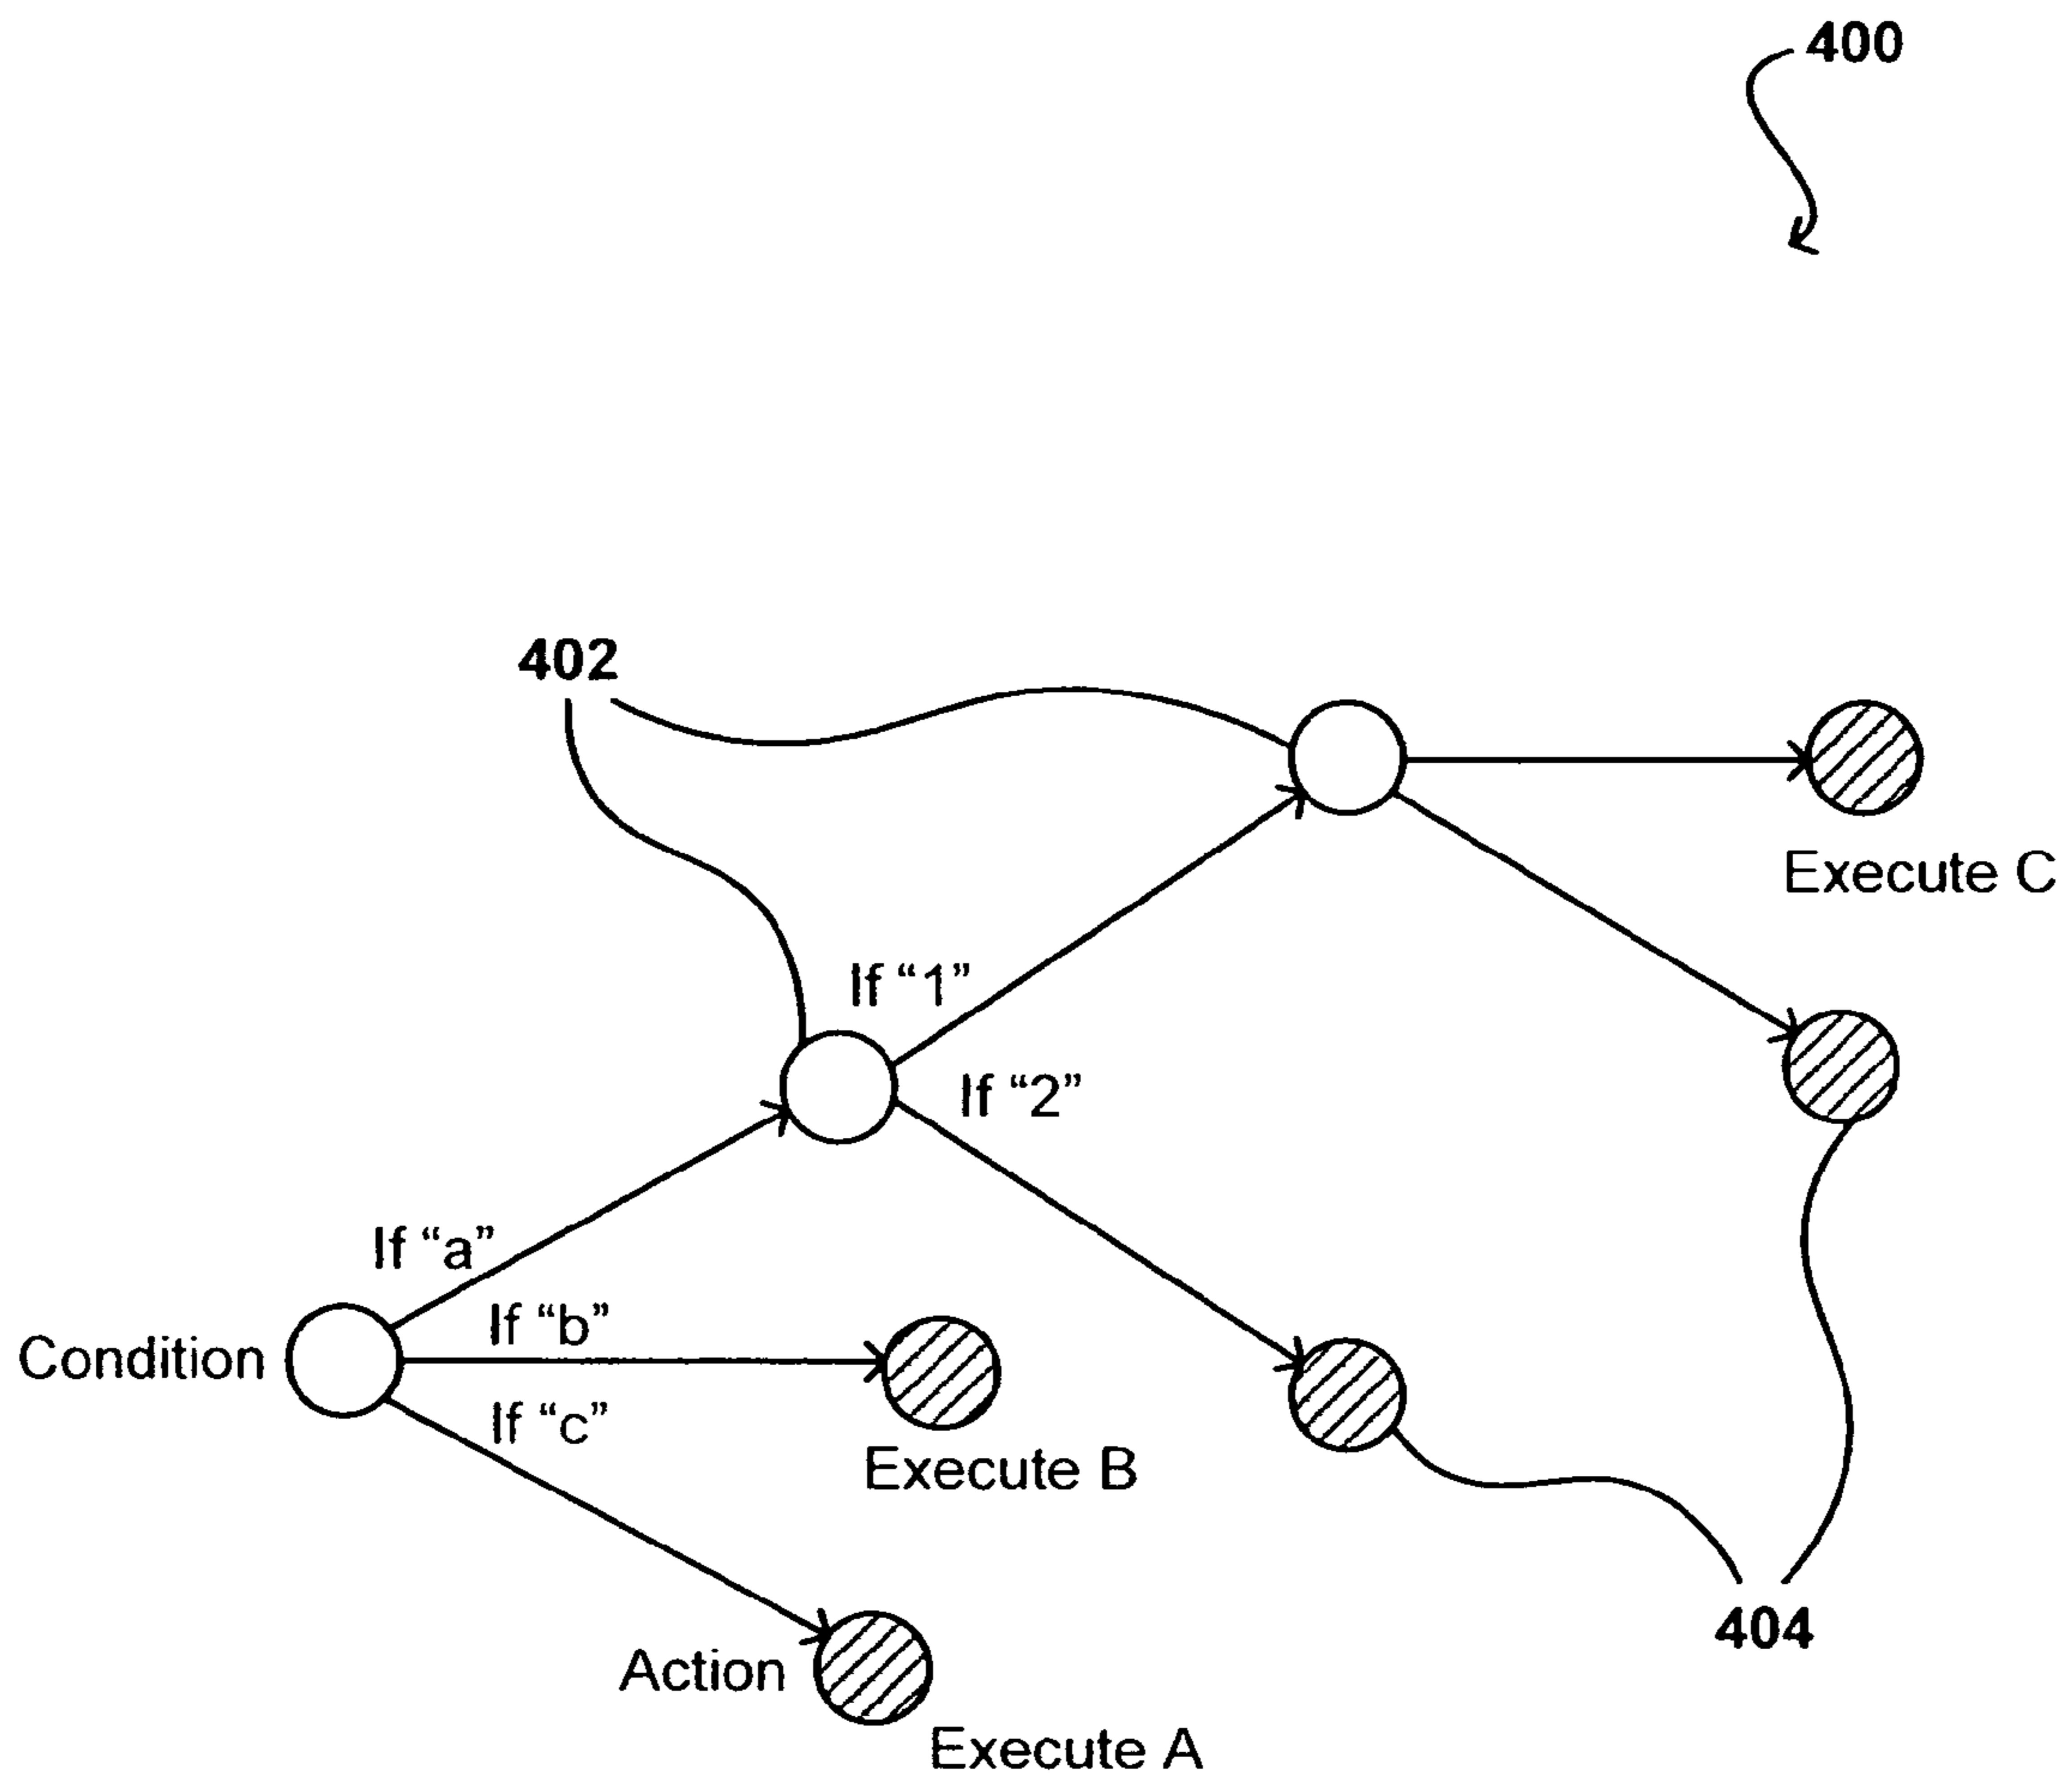 400
402
Execute C
If “1”
If “2”
If “a”
If “b”
Condition
If “c”
Execute B
404
Action
Execute A